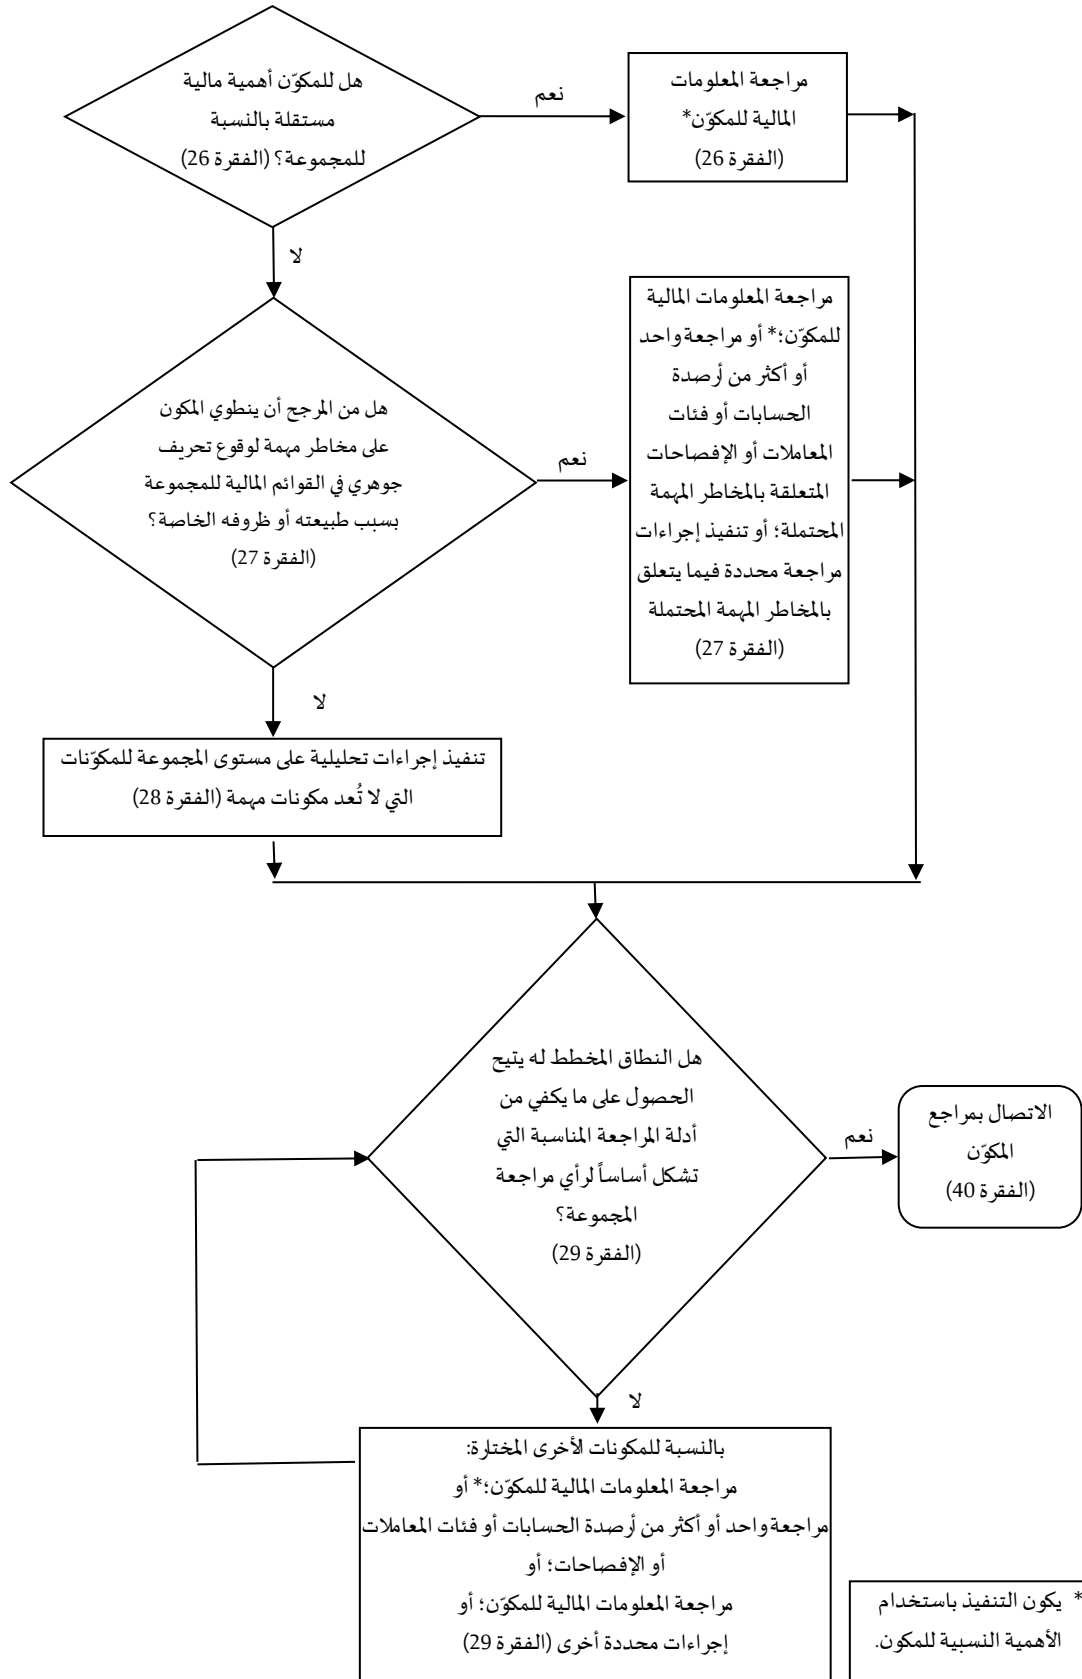 هل للمكوّن أهمية مالية
مستقلة بالنسبة
للمجموعة؟ (الفقرة 26)
نعم
مراجعة المعلومات
المالية للمكوّن*
(الفقرة 26)
لا
هل من المرجح أن ينطوي المكون
على مخاطر مهمة لوقوع تحريف
جوهري في القوائم المالية للمجموعة
بسبب طبيعته أو ظروفه الخاصة؟
(الفقرة 27)
نعم
مراجعة المعلومات المالية
للمكوّن؛* أو مراجعة واحد
أو أكثر من أرصدة
الحسابات أو فئات
المعاملات أو الإفصاحات
المتعلقة بالمخاطر المهمة
المحتملة؛ أو تنفيذ إجراءات
مراجعة محددة فيما يتعلق
بالمخاطر المهمة المحتملة
(الفقرة 27)
لا
تنفيذ إجراءات تحليلية على مستوى المجموعة للمكوّنات
التي لا تُعد مكونات مهمة (الفقرة 28)
هل النطاق المخطط له يتيح
الحصول على ما يكفي من
أدلة المراجعة المناسبة التي
تشكل أساساً لرأي مراجعة
المجموعة؟
(الفقرة 29)
نعم
الاتصال بمراجع
المكوّن
(الفقرة 40)
لا
بالنسبة للمكونات الأخرى المختارة:
مراجعة المعلومات المالية للمكوّن؛* أو
مراجعة واحد أو أكثر من أرصدة الحسابات أو فئات المعاملات
أو الإفصاحات؛ أو
مراجعة المعلومات المالية للمكوّن؛ أو
إجراءات محددة أخرى (الفقرة 29)
* يكون التنفيذ باستخدام
الأهمية النسبية للمكون.